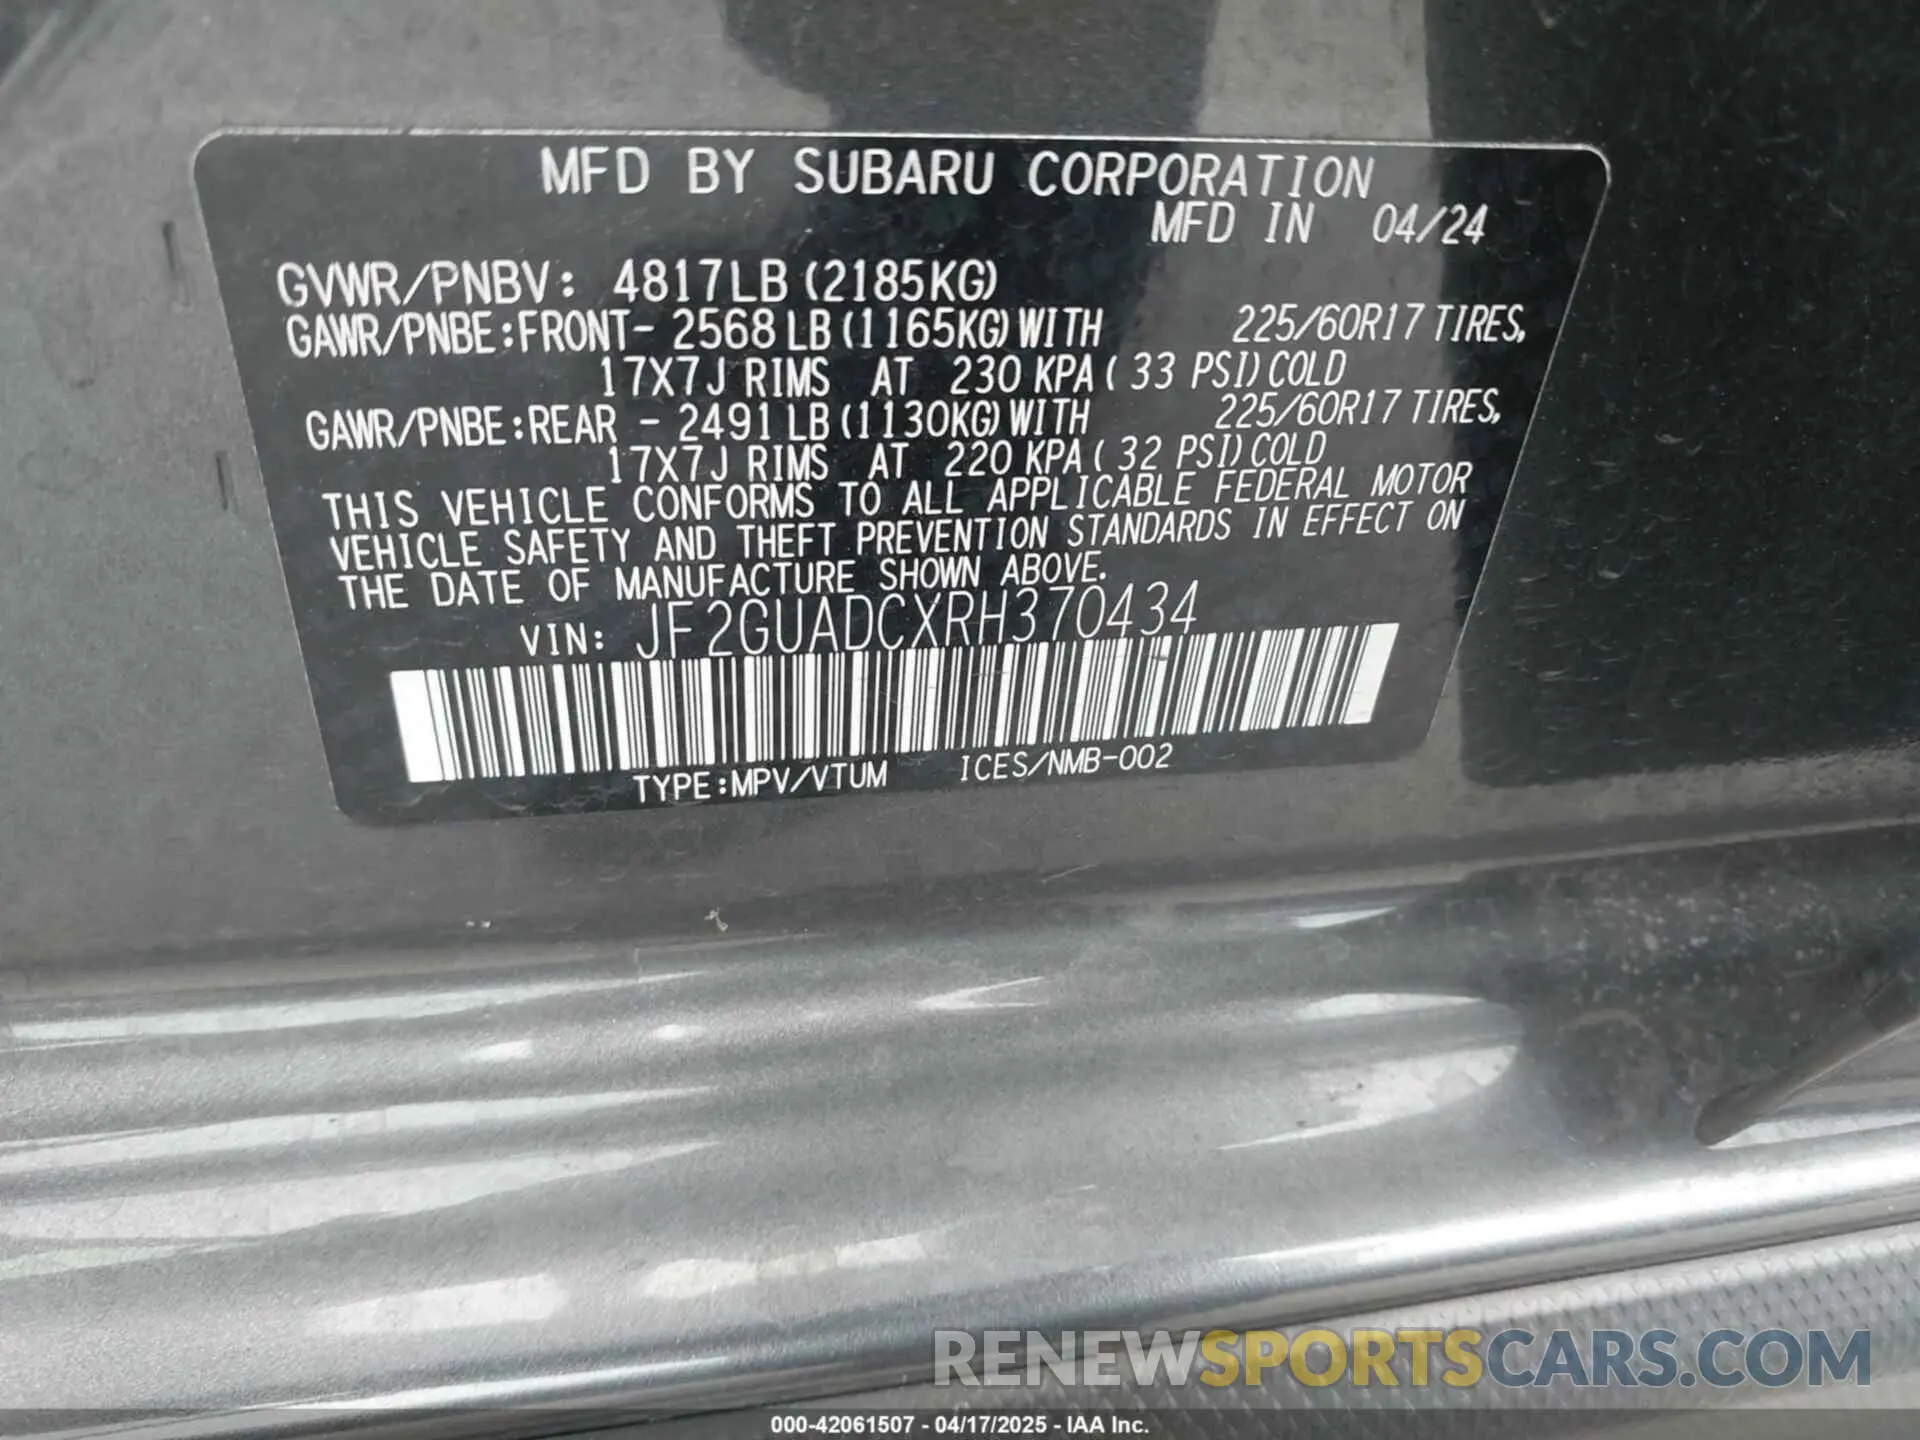 MFD BY SUBARU CORPORATION
MFD IN 04/24
GVWR/PNBV: 4817LB (2185KG)
GAWR/PNBE:FRONT- 2568 LB (1165KG) WITH 225/60R17 TIRES,
17X7J RIMS AT 230 KPA ( 33 PSI) COLD
GAWR/PNBE:REAR - 2491 LB (1130KG) WITH 225/60R17 TIRES,
17X7J RIMS AT 220 KPA ( 32 PSI) COLD
THIS VEHICLE CONFORMS TO ALL APPLICABLE FEDERAL MOTOR
VEHICLE SAFETY AND THEFT PREVENTION STANDARDS IN EFFECT ON
THE DATE OF MANUFACTURE SHOWN ABOVE.
VIN: JF2GUADCXRH370434
TYPE:MPV/VTUM ICES/NMB-002
RENEWSPORTSCARS.COM
000-42061507 - 04/17/2025 - IAA Inc.